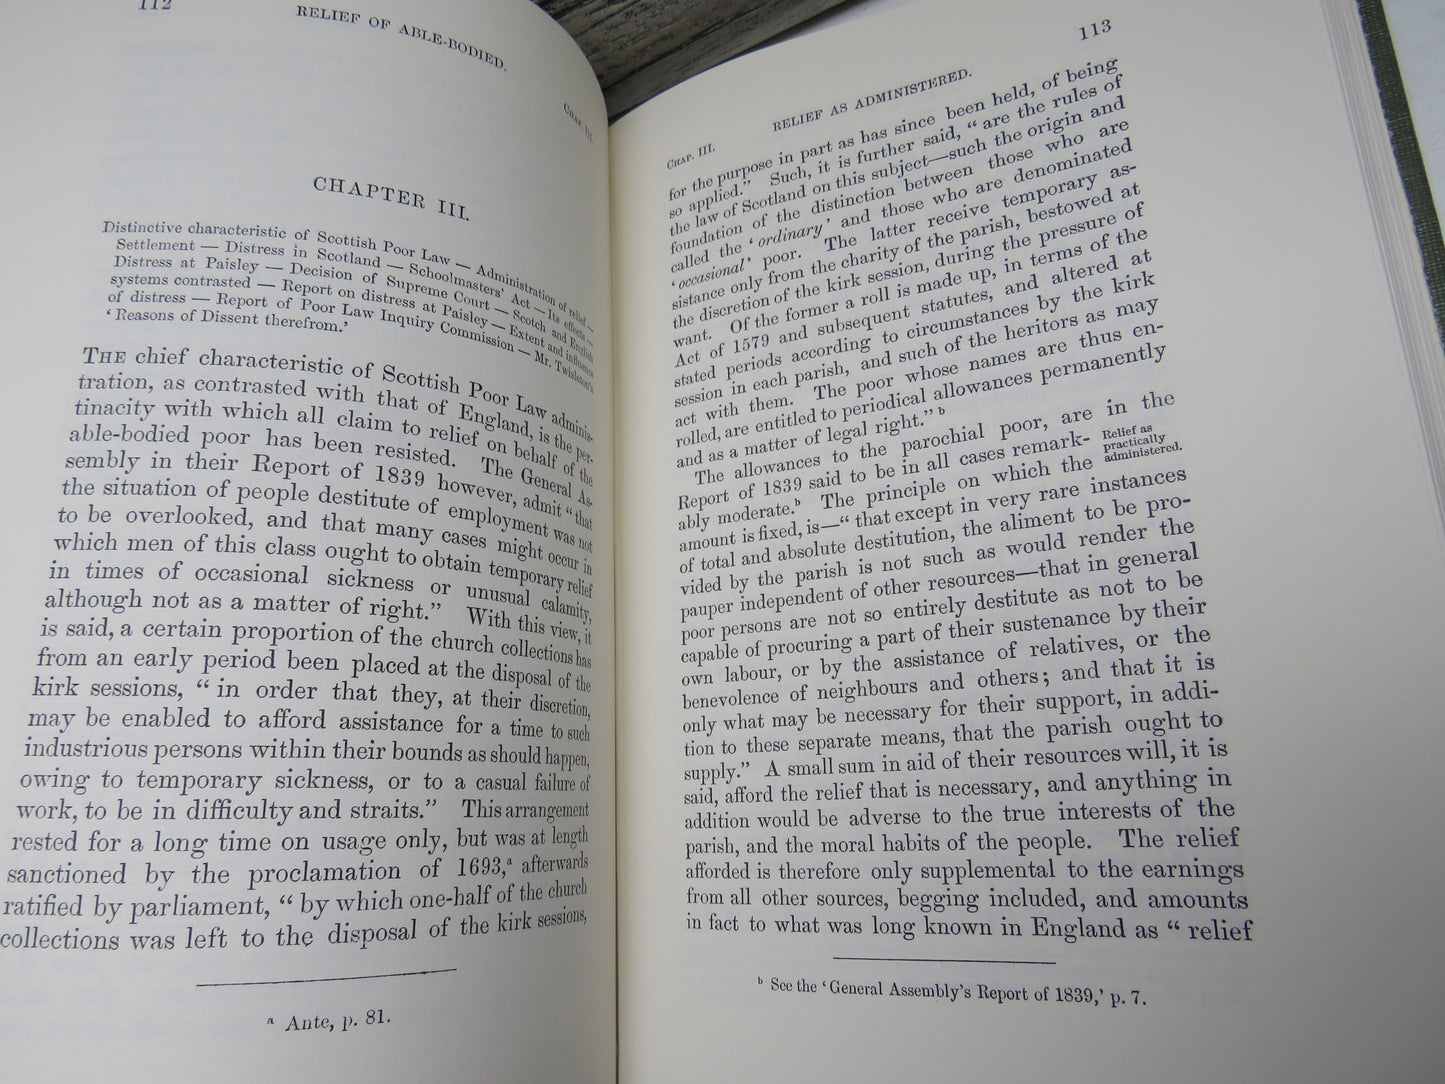 112
RELIEF OF ABLE-BODIED.
CHAP. III.
CHAPTER III.
Distinctive characteristic of Scottish Poor Law — Administration of relief —
Settlement — Distress in Scotland — Schoolmasters' Act — Its effects —
Distress at Paisley — Decision of Supreme Court — Scotch and English
systems contrasted — Report on distress at Paisley — Extent and influence
of distress — Report of Poor Law Inquiry Commission — Mr. Twisleton's
'Reasons of Dissent therefrom.'
THE chief characteristic of Scottish Poor Law adminis-
tration, as contrasted with that of England, is the per-
tinacity with which all claim to relief on behalf of the
able-bodied poor has been resisted. The General As-
sembly in their Report of 1839 however, admit "that
the situation of people destitute of employment was not
to be overlooked, and that many cases might occur in
which men of this class ought to obtain temporary relief
in times of occasional sickness or unusual calamity,
although not as a matter of right." With this view, it
is said, a certain proportion of the church collections has
from an early period been placed at the disposal of the
kirk sessions, "in order that they, at their discretion,
may be enabled to afford assistance for a time to such
industrious persons within their bounds as should happen,
owing to temporary sickness, or to a casual failure of
work, to be in difficulty and straits." This arrangement
rested for a long time on usage only, but was at length
sanctioned by the proclamation of 1693,a afterwards
ratified by parliament, "by which one-half of the church
collections was left to the disposal of the kirk sessions,
a Ante, p. 81.
113
RELIEF AS ADMINISTERED.
CHAP. III.
for the purpose in part as has since been held, of being
so applied." Such, it is further said, "are the rules of
the law of Scotland on this subject—such the origin and
foundation of the distinction between those who are
called the 'ordinary' and those who are denominated
'occasional' poor. The latter receive temporary as-
sistance only from the charity of the parish, bestowed at
the discretion of the kirk session, during the pressure of
want. Of the former a roll is made up, in terms of the
Act of 1579 and subsequent statutes, and altered at
stated periods according to circumstances by the kirk
session in each parish, and such of the heritors as may
act with them. The poor whose names are thus en-
rolled, are entitled to periodical allowances permanently
and as a matter of legal right."b
The allowances to the parochial poor, are in the
Report of 1839 said to be in all cases remark-
ably moderate.b The principle on which the
amount is fixed, is—"that except in very rare instances
of total and absolute destitution, the aliment to be pro-
vided by the parish is not such as would render the
pauper independent of other resources—that in general
poor persons are not so entirely destitute as not to be
capable of procuring a part of their sustenance by their
own labour, or by the assistance of relatives, or the
benevolence of neighbours and others; and that it is
only what may be necessary for their support, in addi-
tion to these separate means, that the parish ought to
supply." A small sum in aid of their resources will, it is
said, afford the relief that is necessary, and anything in
addition would be adverse to the true interests of the
parish, and the moral habits of the people. The relief
afforded is therefore only supplemental to the earnings
from all other sources, begging included, and amounts
in fact to what was long known in England as "relief
Relief as
practically
administered.
b See the 'General Assembly's Report of 1839,' p. 7.